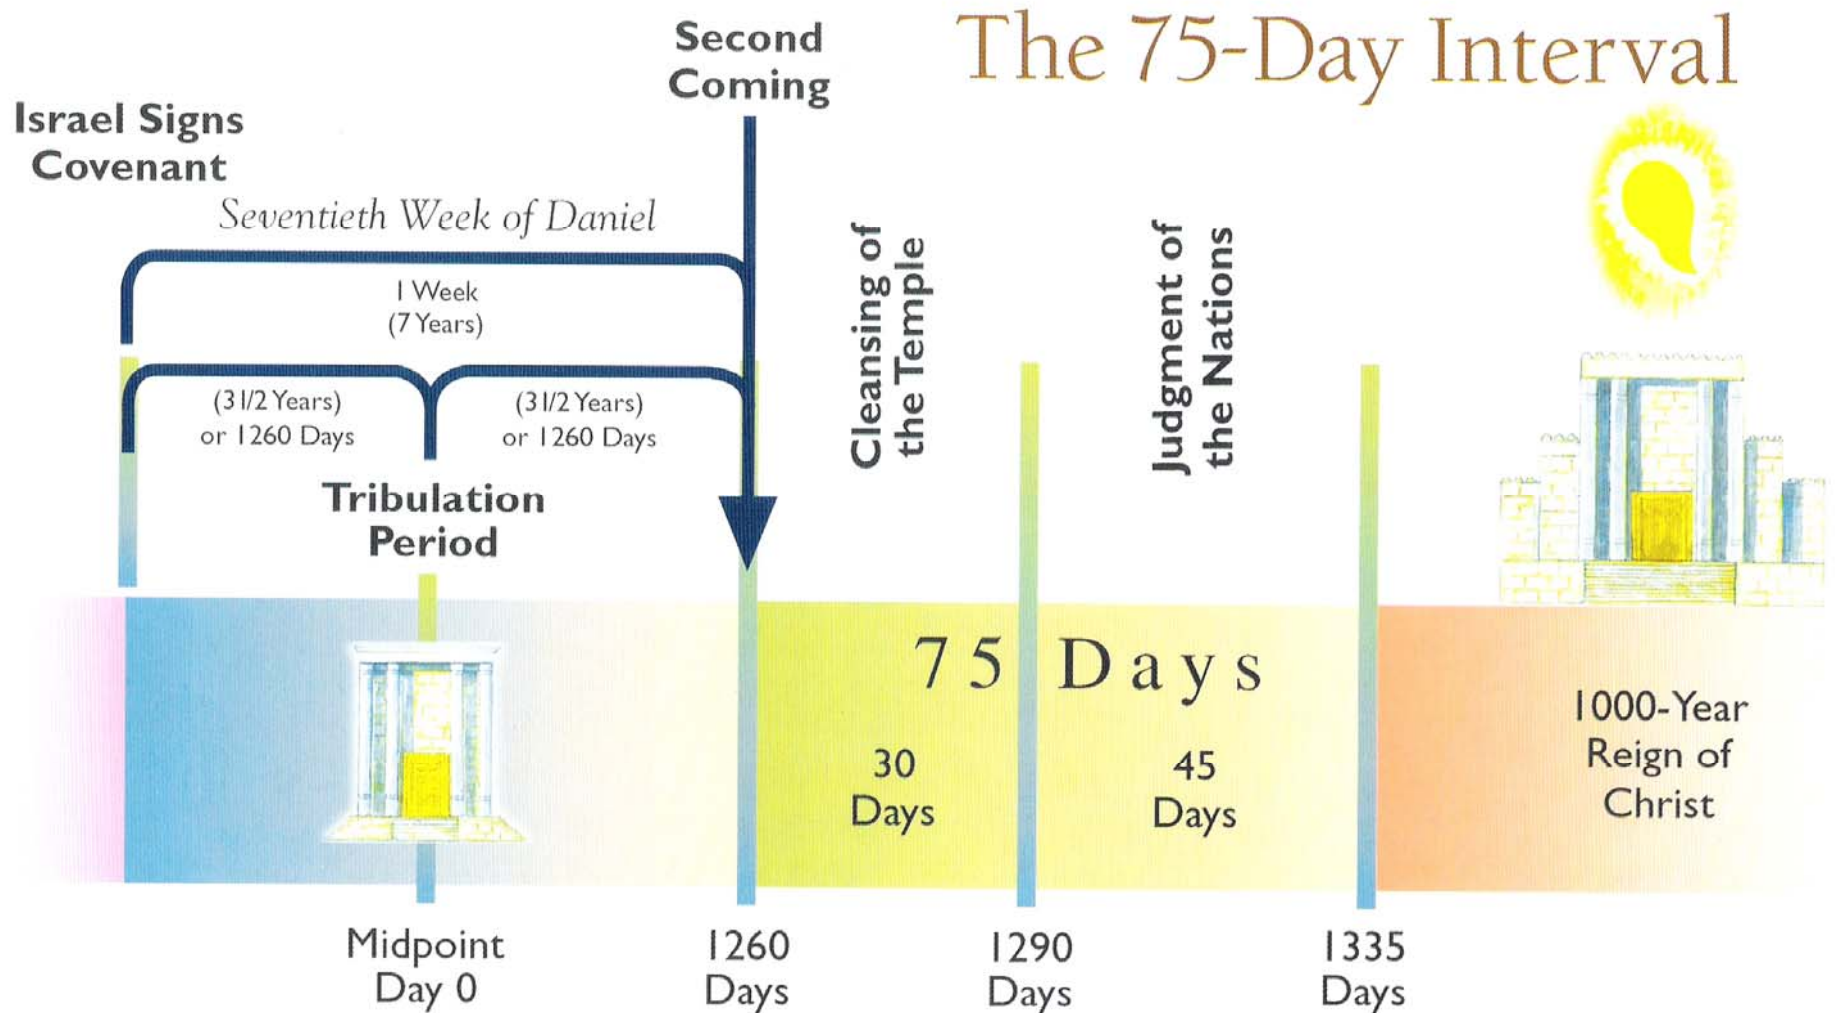 The 75-Day Interval
Second
Coming
Israel Signs
Covenant
Seventieth Week of Daniel
1 Week
(7 Years)
(3 1/2 Years)
or 1260 Days
(3 1/2 Years)
or 1260 Days
Tribulation
Period
Cleansing of
the Temple
Judgment of
the Nations
75 Days
30
Days
45
Days
1000-Year
Reign of
Christ
Midpoint
Day 0
1260
Days
1290
Days
1335
Days